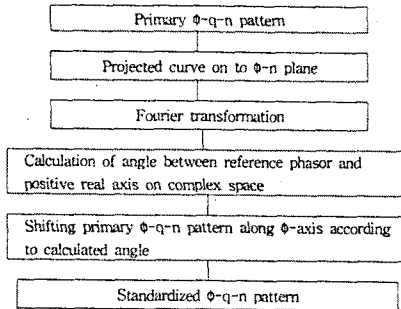 Primary Φ-q-n pattern
Projected curve on to Φ-n plane
Fourier transformation
Calculation of angle between reference phasor and
positive real axis on complex space
Shifting primary Φ-q-n pattern along Φ-axis according
to calculated angle
Standardized Φ-q-n pattern